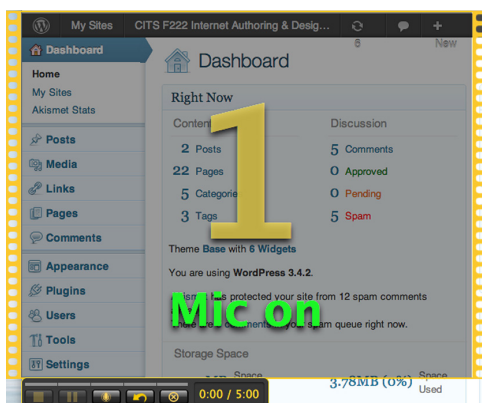 My Sites CITS F222 Internet Authoring & Desig...
6 New
Dashboard
Home
My Sites
Akismet Stats
Posts
Media
Links
Pages
Comments
Appearance
Plugins
Users
Tools
Settings
Dashboard
Right Now
Discussion
2 Posts 5 Comments
22 Pages 0 Approved
5 Categorie 0 Pending
3 Tags 5 Spam
1
Theme Base with 6 Widgets
You are using WordPress 3.4.2.
has protected your site from 12 spam comments
Mic on
spam queue right now.
Storage Space
Space
3.78MB (0%) Space
Used
0:00 / 5:00